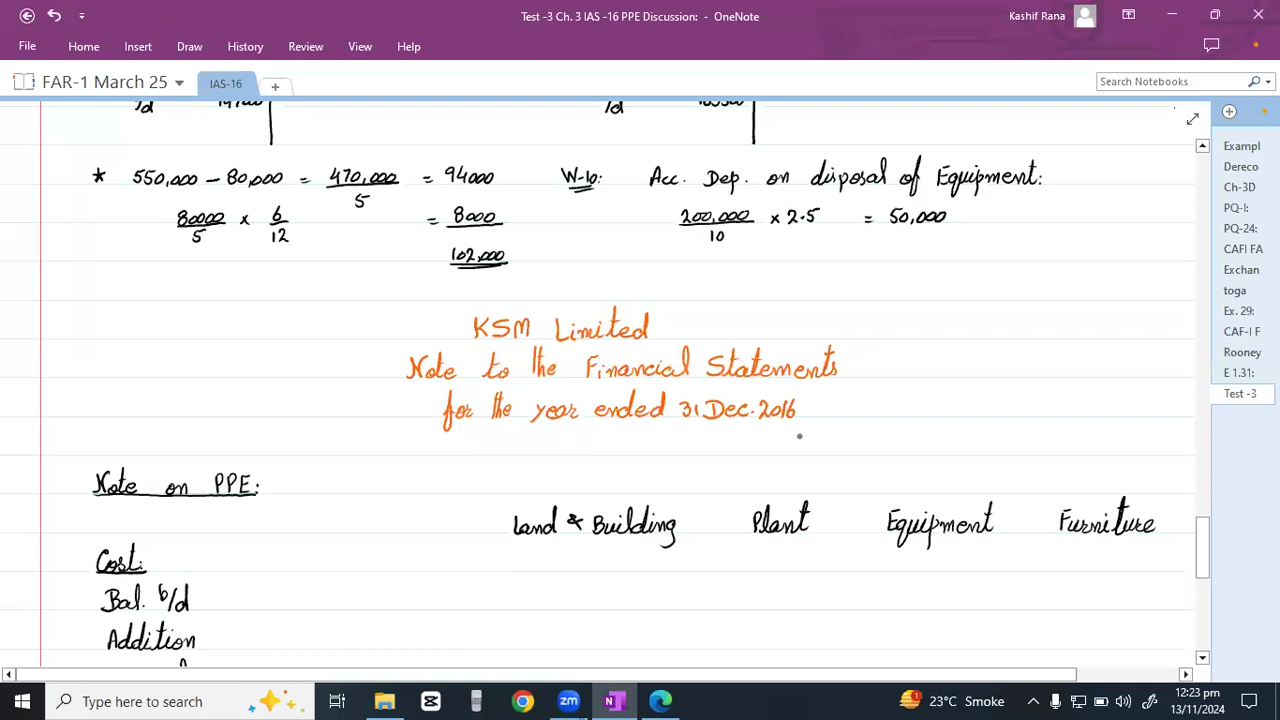 Test -3 Ch. 3 IAS -16 PPE Discussion: - OneNote
Kashif Rana
File Home Insert Draw History Review View Help
FAR-1 March 25
IAS-16
Search Notebooks
/d
/d
* 550,000 - 80,000 = 470,000/5 = 94000
80000/5 x 6/12 = 8000
102,000
W-10: Acc. Dep. on disposal of Equipment:
200,000/10 x 2.5 = 50,000
KSM Limited
Note to the Financial Statements
for the year ended 31 Dec. 2016
Note on PPE:
Land & Building Plant Equipment Furniture
Cost:
Bal. b/d
Addition
Exampl
Dereco
Ch-3D
PQ-I:
PQ-24:
CAFI FA
Exchan
toga
Ex. 29:
CAF-I F
Rooney
E 1.31:
Test -3
Type here to search
23°C Smoke
12:23 pm
13/11/2024